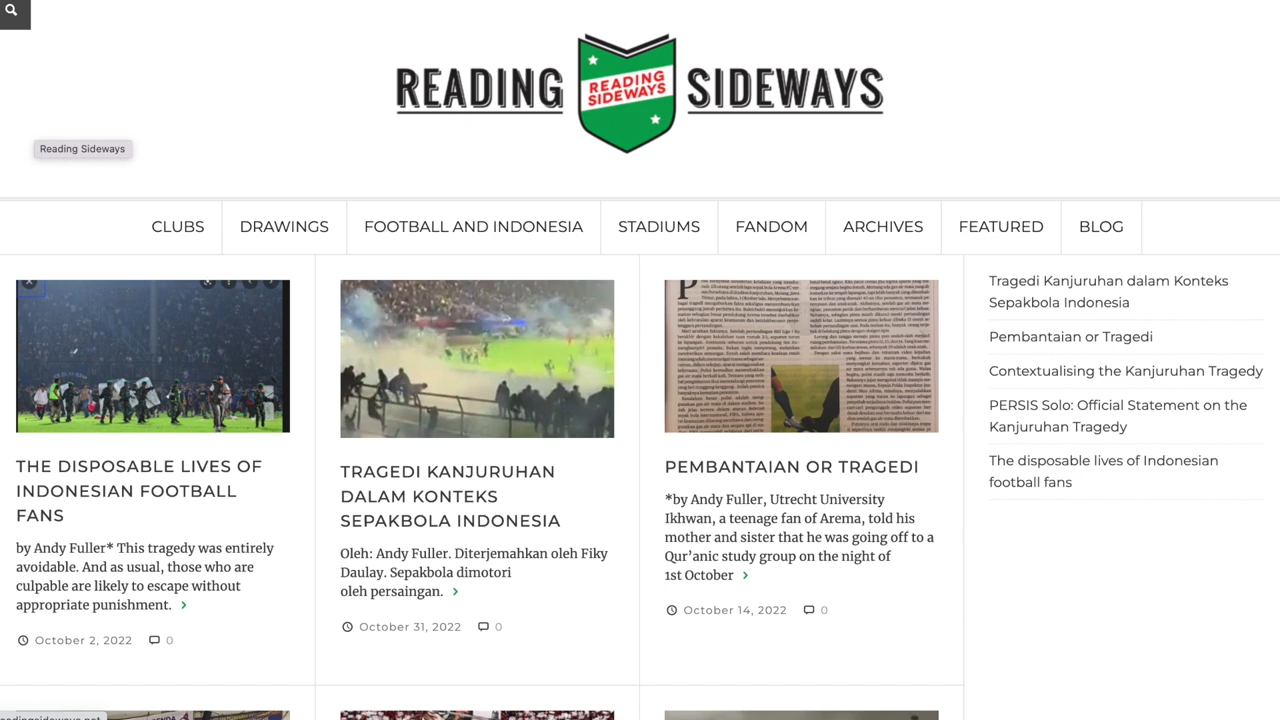 READING
READING
SIDEWAYS
SIDEWAYS
Reading Sideways
CLUBS
DRAWINGS
FOOTBALL AND INDONESIA
STADIUMS
FANDOM
ARCHIVES
FEATURED
BLOG
THE DISPOSABLE LIVES OF
INDONESIAN FOOTBALL
FANS
by Andy Fuller* This tragedy was entirely
avoidable. And as usual, those who are
culpable are likely to escape without
appropriate punishment.
October 2, 2022
0
TRAGEDI KANJURUHAN
DALAM KONTEKS
SEPAKBOLA INDONESIA
Oleh: Andy Fuller. Diterjemahkan oleh Fiky
Daulay. Sepakbola dimotori
oleh persaingan.
October 31, 2022
0
PEMBANTAIAN OR TRAGEDI
*by Andy Fuller, Utrecht University
Ikhwan, a teenage fan of Arema, told his
mother and sister that he was going off to a
Qur’anic study group on the night of
1st October
October 14, 2022
0
Tragedi Kanjuruhan dalam Konteks
Sepakbola Indonesia
Pembantaian or Tragedi
Contextualising the Kanjuruhan Tragedy
PERSIS Solo: Official Statement on the
Kanjuruhan Tragedy
The disposable lives of Indonesian
football fans